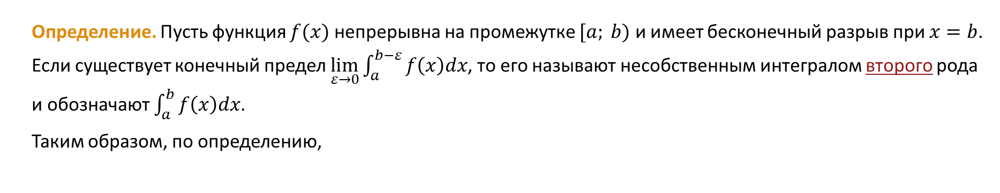 Определение. Пусть функция f(x) непрерывна на промежутке [a; b) и имеет бесконечный разрыв при x = b.
Если существует конечный предел lim_{ε→0} ∫_a^{b−ε} f(x)dx, то его называют несобственным интегралом второго рода
и обозначают ∫_a^b f(x)dx.
Таким образом, по определению,